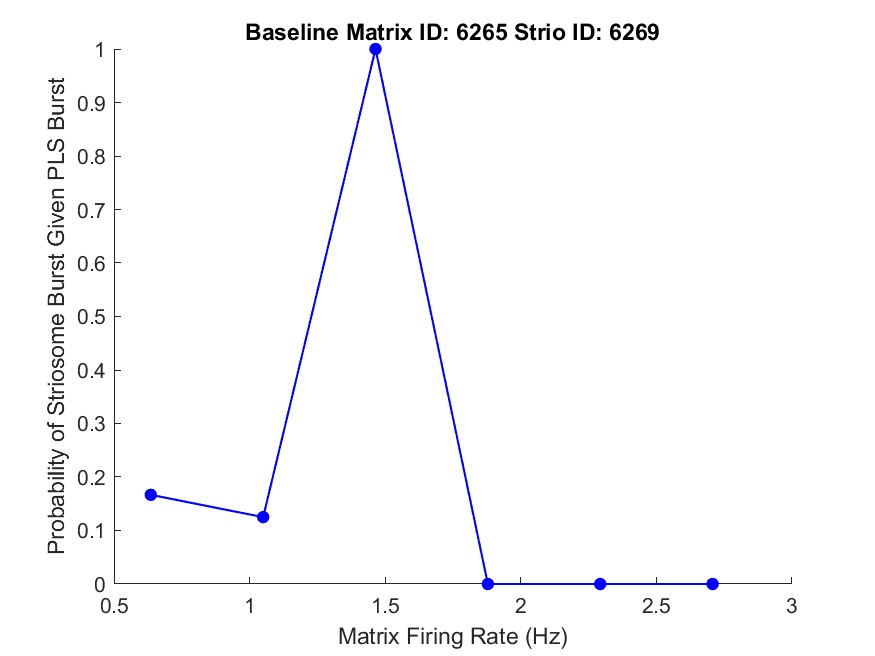 Baseline Matrix ID: 6265 Strio ID: 6269
Probability of Striosome Burst Given PLS Burst
1
0.9
0.8
0.7
0.6
0.5
0.4
0.3
0.2
0.1
0
0.5 1 1.5 2 2.5 3
Matrix Firing Rate (Hz)